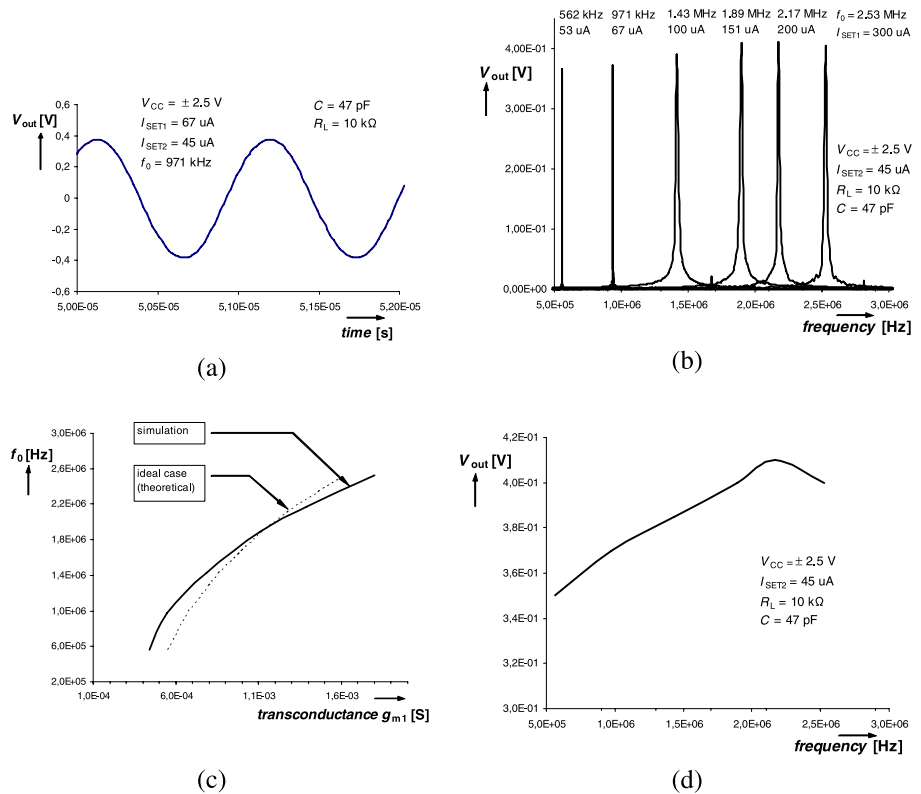 V_out [V]
V_CC = ± 2.5 V
I_SET1 = 67 uA
I_SET2 = 45 uA
f_0 = 971 kHz
C = 47 pF
R_L = 10 kΩ
0,6
0,4
0,2
0
-0,2
-0,4
-0,6
5,00E-05 5,05E-05 5,10E-05 5,15E-05 5,20E-05
time [s]
(a)
562 kHz 971 kHz 1.43 MHz 1.89 MHz 2.17 MHz f_0 = 2.53 MHz
53 uA 67 uA 100 uA 151 uA 200 uA I_SET1 = 300 uA
V_out [V]
4,00E-01
3,00E-01
2,00E-01
1,00E-01
0,00E+00
V_CC = ± 2.5 V
I_SET2 = 45 uA
R_L = 10 kΩ
C = 47 pF
5,0E+05 1,0E+06 1,5E+06 2,0E+06 2,5E+06 3,0E+06
frequency [Hz]
(b)
f_0 [Hz]
simulation
ideal case
(theoretical)
3,0E+06
2,6E+06
2,2E+06
1,8E+06
1,4E+06
1,0E+06
6,0E+05
2,0E+05
1,0E-04 6,0E-04 1,1E-03 1,6E-03
transconductance g_m1 [S]
(c)
V_out [V]
4,2E-01
4,0E-01
3,8E-01
3,6E-01
3,4E-01
3,2E-01
3,0E-01
V_CC = ± 2.5 V
I_SET2 = 45 uA
R_L = 10 kΩ
C = 47 pF
5,0E+05 1,0E+06 1,5E+06 2,0E+06 2,5E+06 3,0E+06
frequency [Hz]
(d)